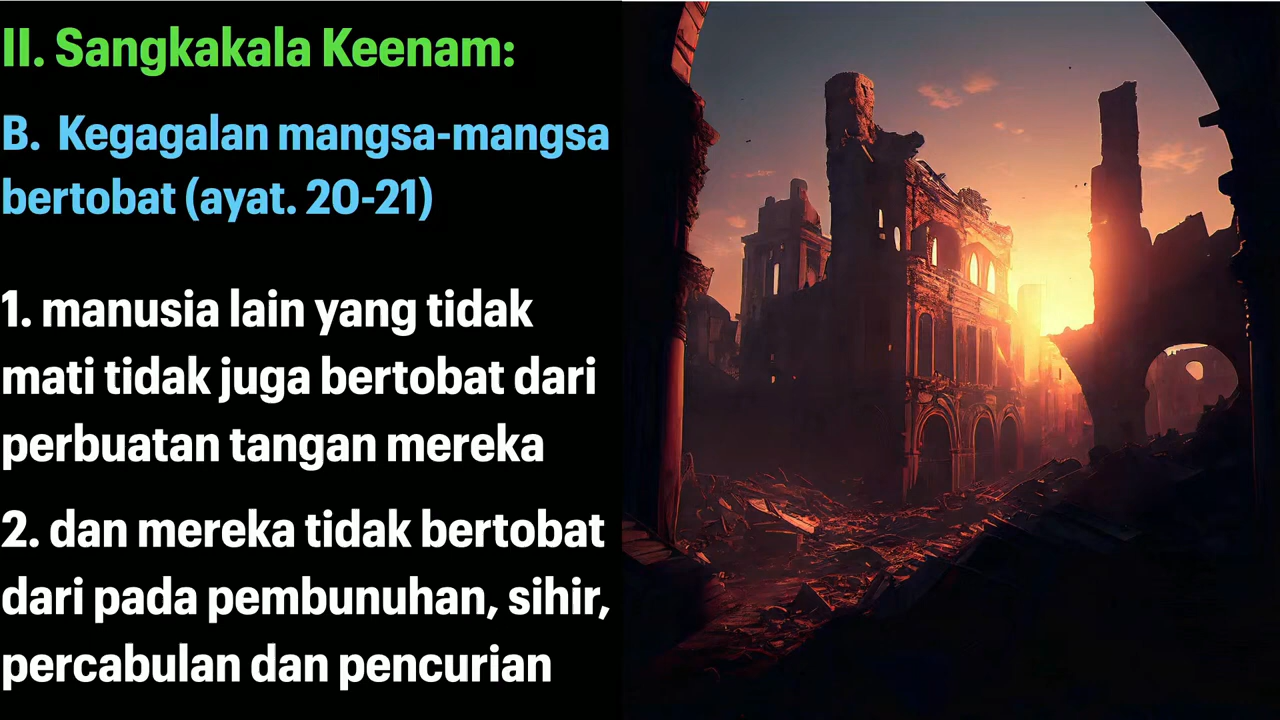 II. Sangkakala Keenam:
B. Kegagalan mangsa-mangsa
bertobat (ayat. 20-21)
1. manusia lain yang tidak
mati tidak juga bertobat dari
perbuatan tangan mereka
2. dan mereka tidak bertobat
dari pada pembunuhan, sihir,
percabulan dan pencurian